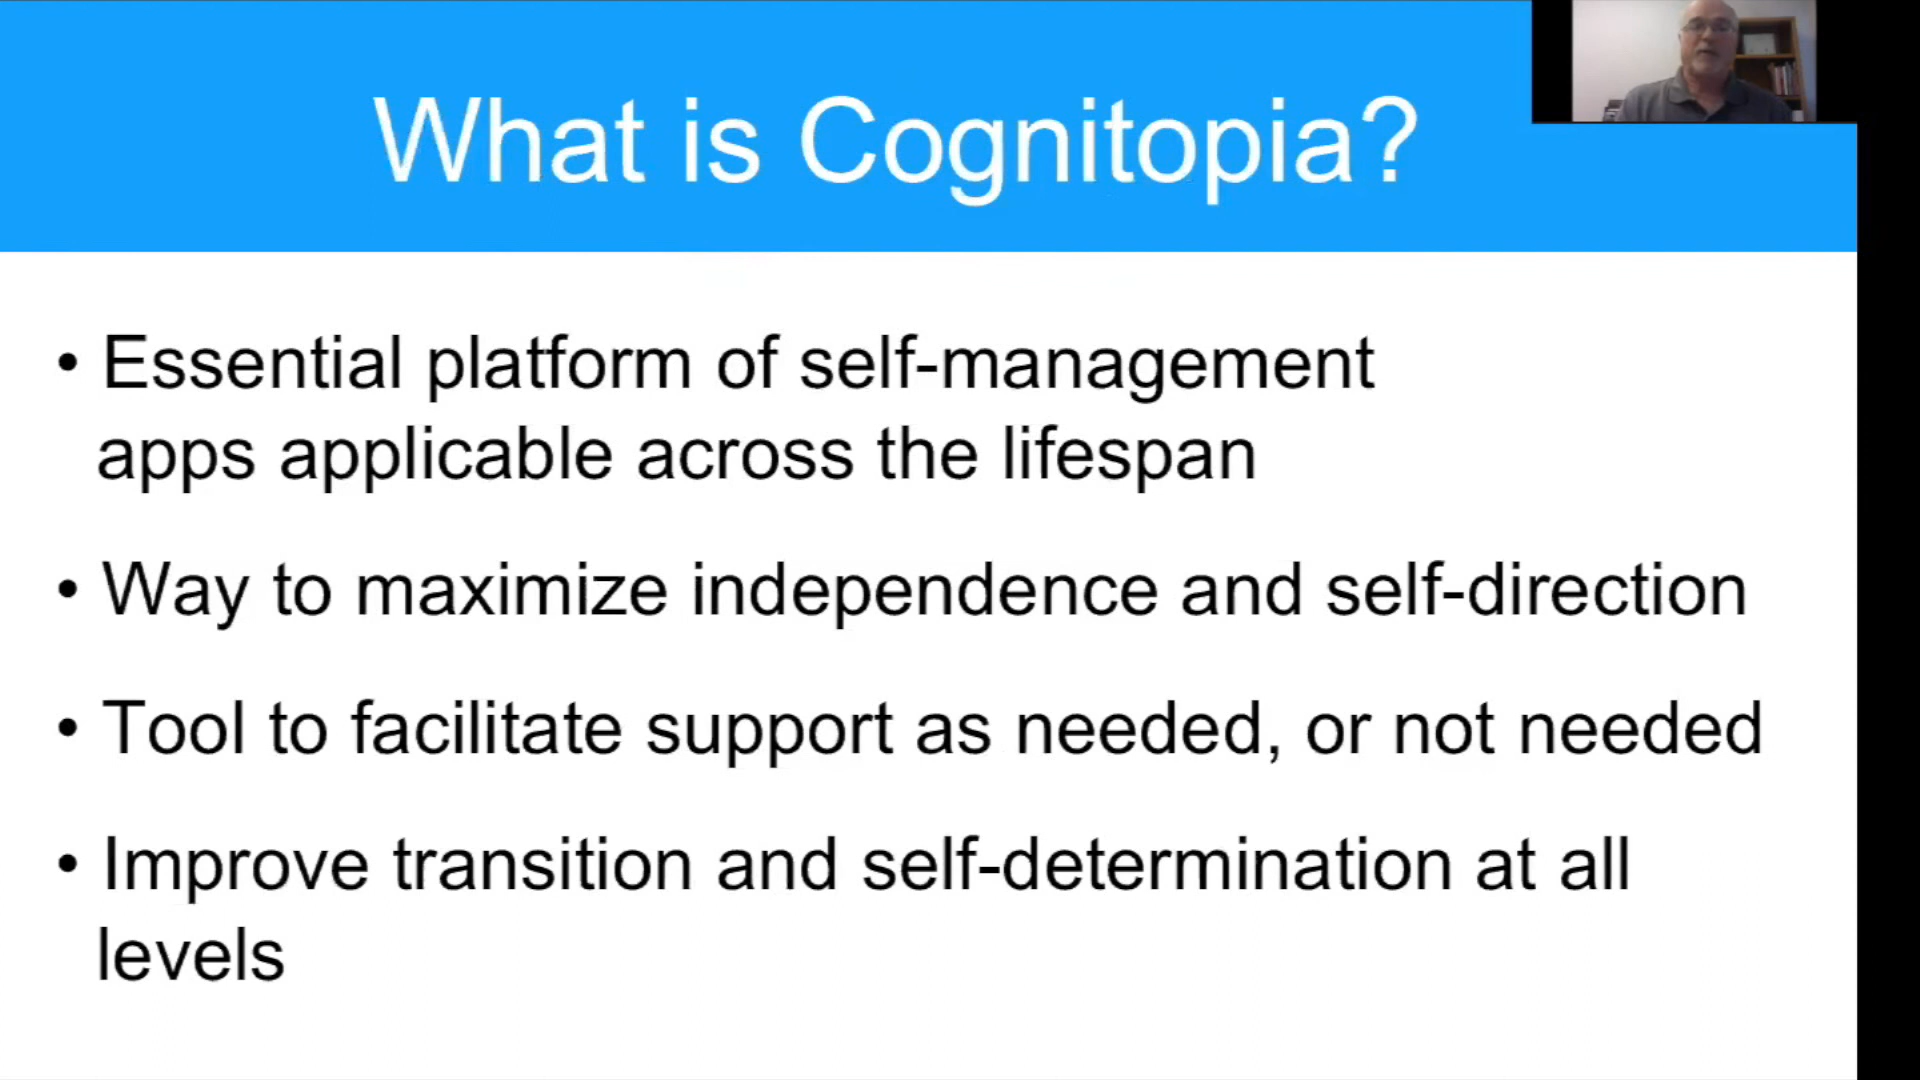 What is Cognitopia?
• Essential platform of self-management
apps applicable across the lifespan
• Way to maximize independence and self-direction
• Tool to facilitate support as needed, or not needed
• Improve transition and self-determination at all
levels